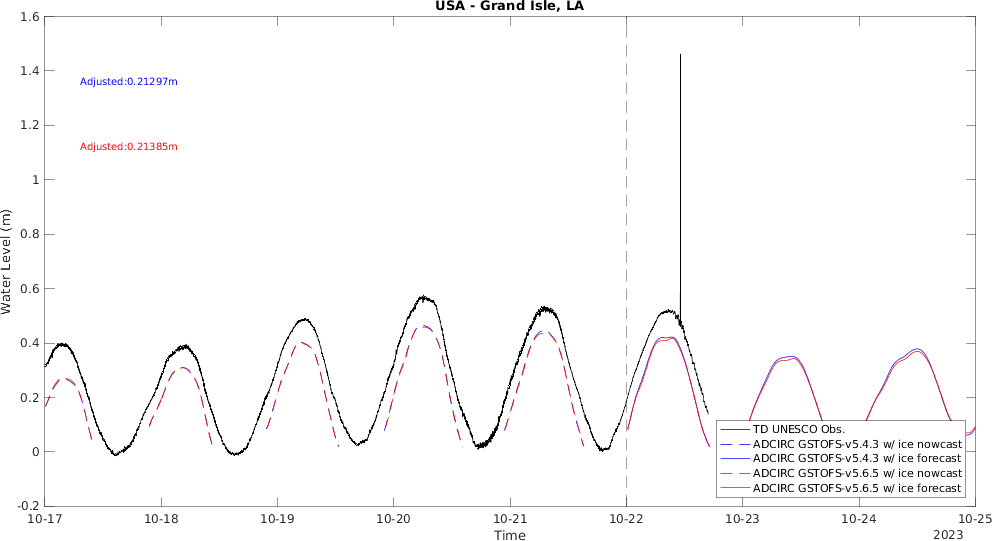 USA - Grand Isle, LA
1.6
1.4
1.2
1
0.8
0.6
0.4
0.2
0
-0.2
Water Level (m)
Adjusted:0.21297m
Adjusted:0.21385m
TD UNESCO Obs.
ADCIRC GSTOFS-v5.4.3 w/ ice nowcast
ADCIRC GSTOFS-v5.4.3 w/ ice forecast
ADCIRC GSTOFS-v5.6.5 w/ ice nowcast
ADCIRC GSTOFS-v5.6.5 w/ ice forecast
10-17 10-18 10-19 10-20 10-21 10-22 10-23 10-24 10-25
Time
2023